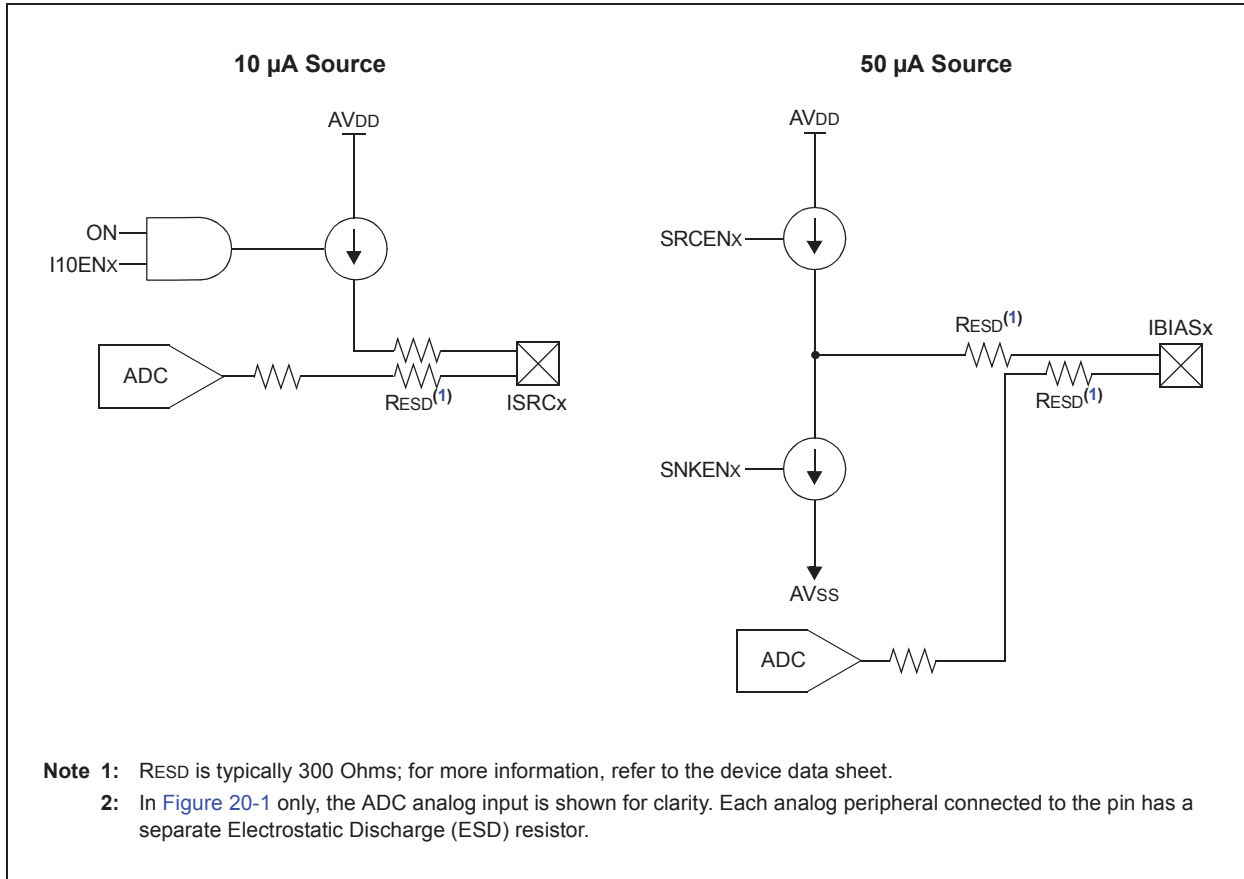 10 µA Source
AVDD
ON
I10ENx
ADC
RESD(1)
ISRCx
50 µA Source
AVDD
SRCENx
RESD(1)
IBIASx
RESD(1)
SNKENx
AVSS
ADC
Note 1: RESD is typically 300 Ohms; for more information, refer to the device data sheet.
2: In Figure 20-1 only, the ADC analog input is shown for clarity. Each analog peripheral connected to the pin has a
separate Electrostatic Discharge (ESD) resistor.